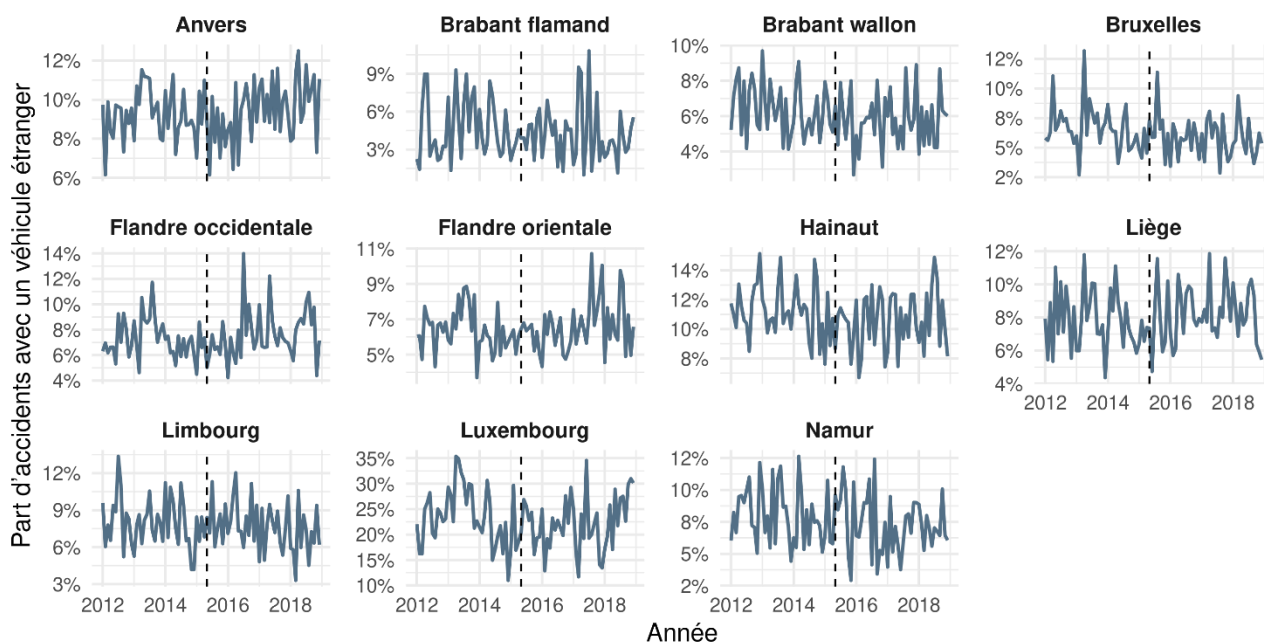 Part d'accidents avec un véhicule étranger
Anvers
12%
10%
8%
6%
Brabant flamand
9%
6%
3%
Brabant wallon
10%
8%
6%
4%
Bruxelles
12%
10%
8%
5%
2%
Flandre occidentale
14%
12%
10%
8%
6%
4%
Flandre orientale
11%
9%
7%
5%
Hainaut
14%
12%
10%
8%
Liège
12%
10%
8%
6%
4%
2012 2014 2016 2018
Limbourg
12%
9%
6%
3%
2012 2014 2016 2018
Luxembourg
35%
30%
25%
20%
15%
10%
2012 2014 2016 2018
Namur
12%
10%
8%
5%
2%
2012 2014 2016 2018
Année